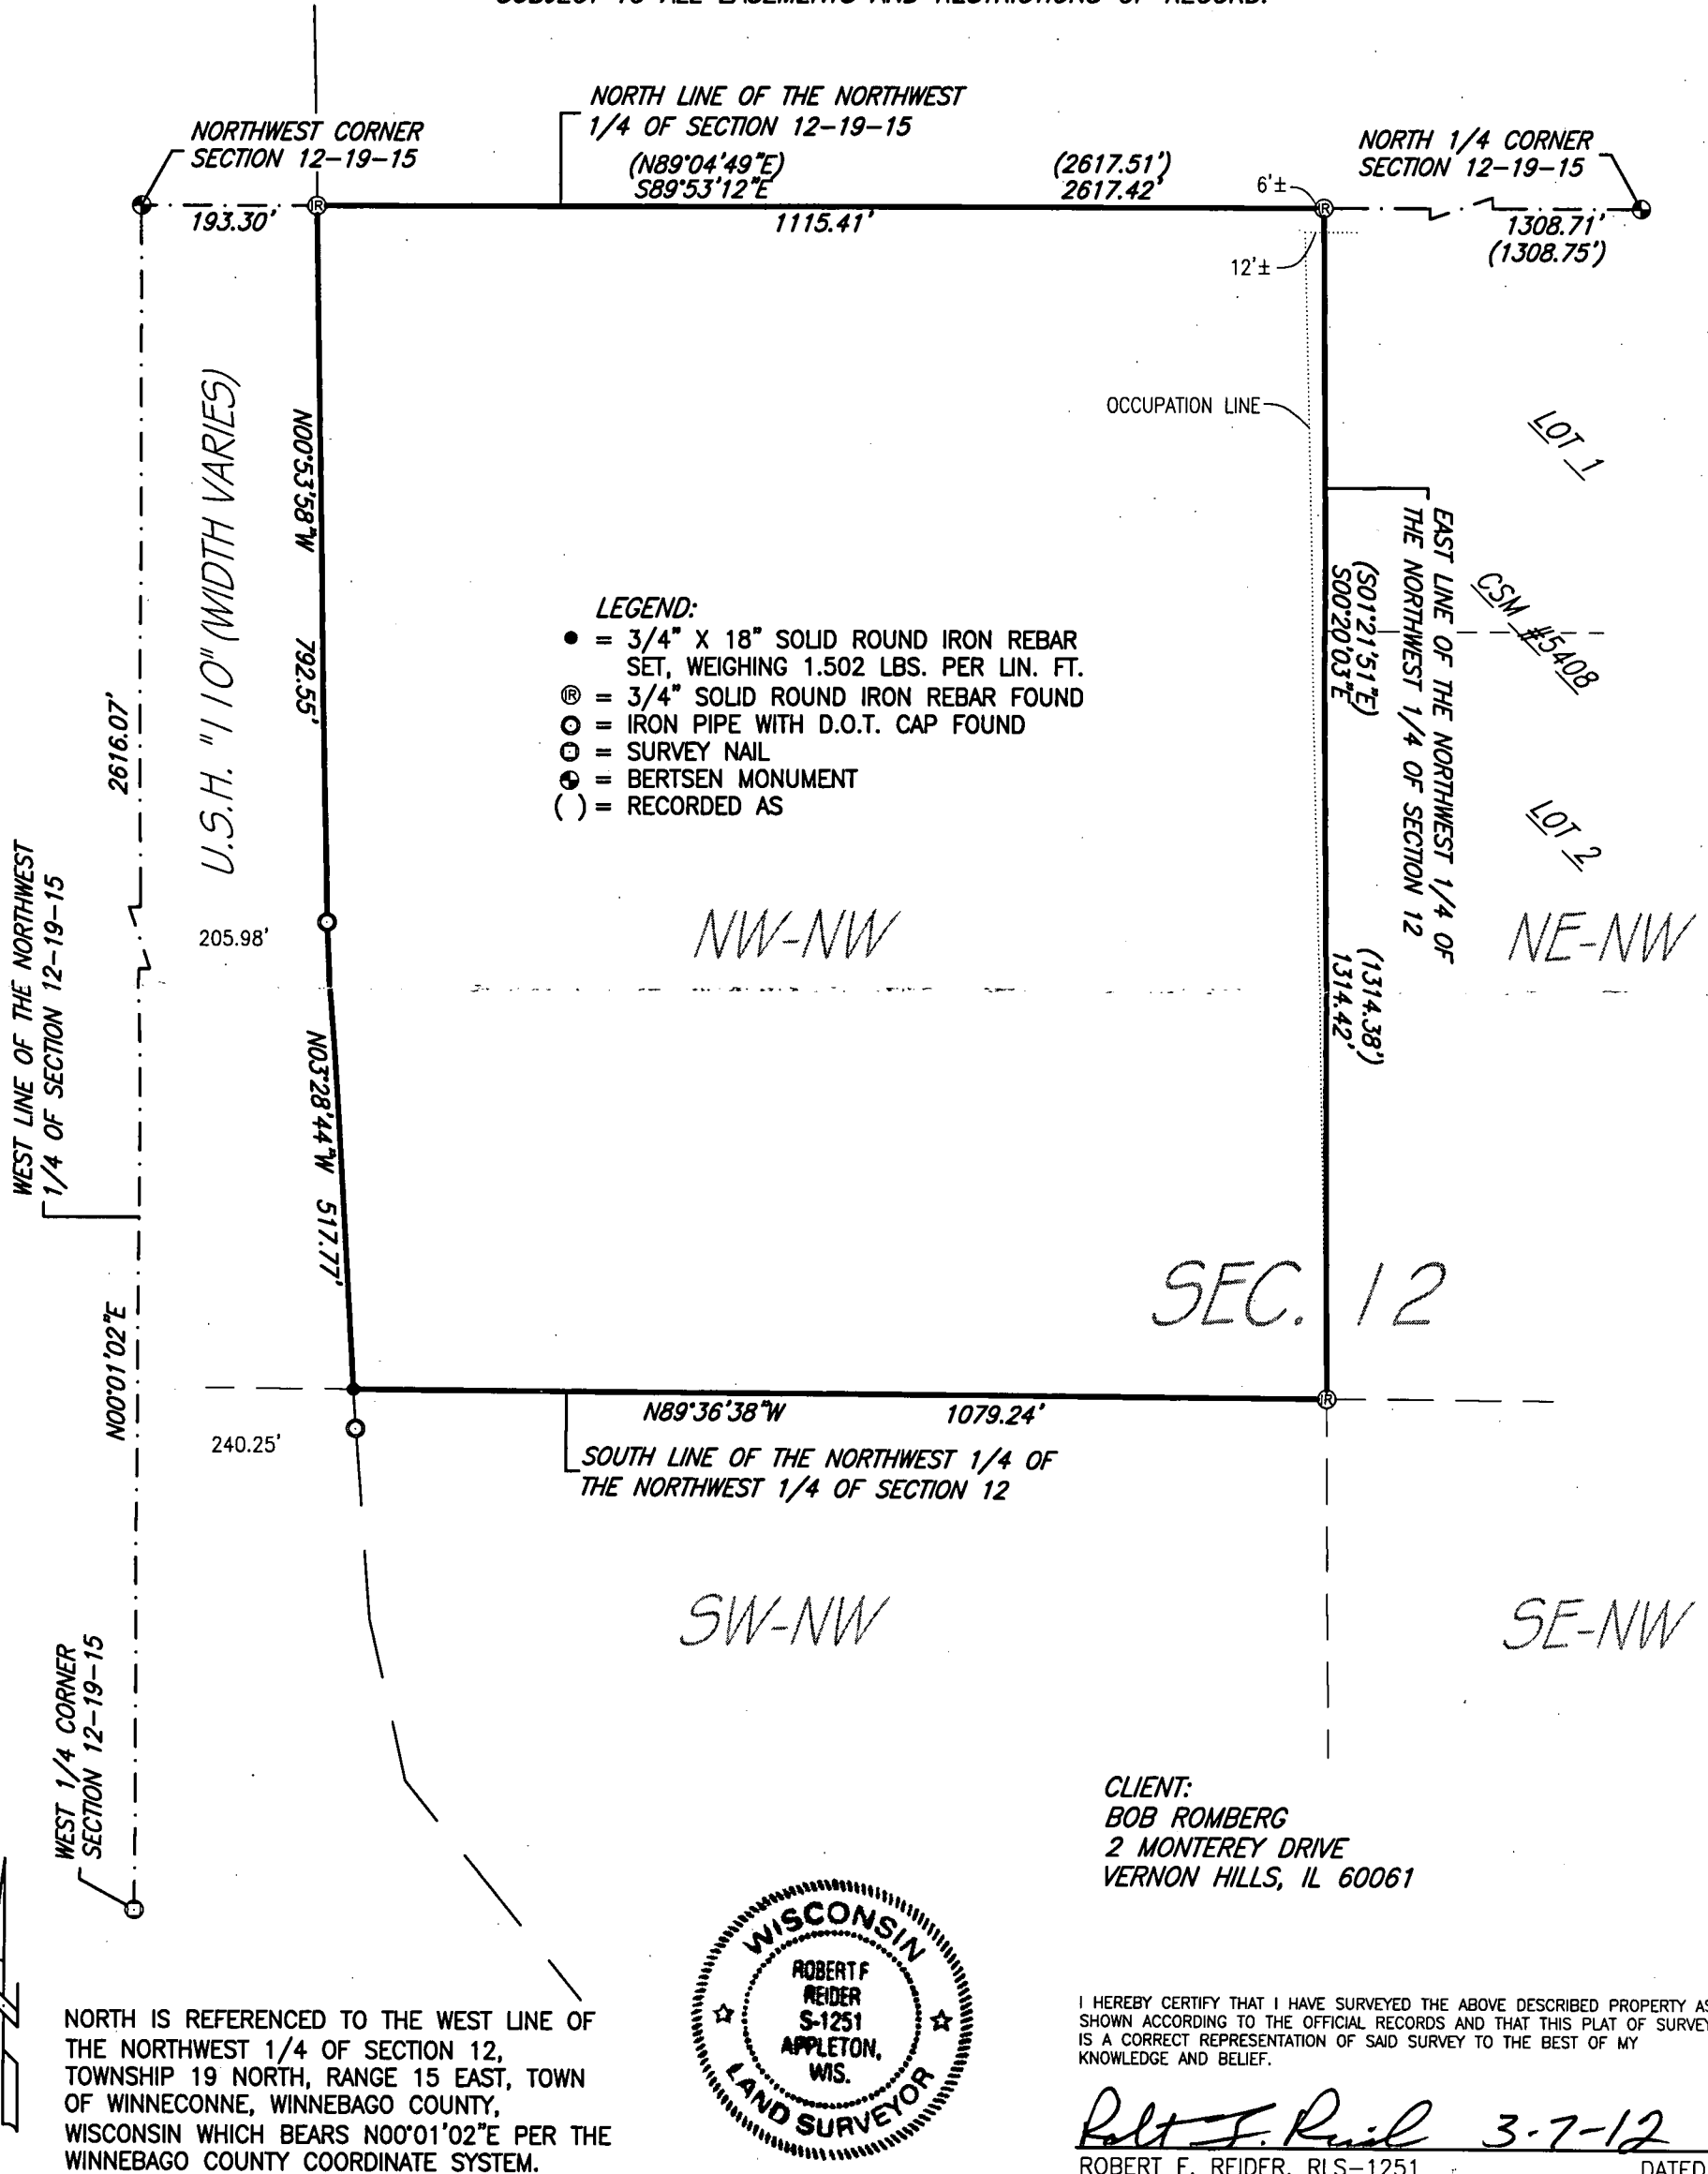 SUBJECT TO ALL EASEMENTS AND RESTRICTIONS OF RECORD.
NORTH LINE OF THE NORTHWEST
1/4 OF SECTION 12-19-15
NORTHWEST CORNER
SECTION 12-19-15
NORTH 1/4 CORNER
SECTION 12-19-15
(N89°04'49"E)
S89°53'12"E
(2617.51')
2617.42'
6'±
193.30'
1115.41'
1308.71'
(1308.75')
12'±
OCCUPATION LINE
LOT 1
U.S.H. "110" (WIDTH VARIES)
N00°53'58"W
792.55'
EAST LINE OF THE NORTHWEST 1/4 OF
THE NORTHWEST 1/4 OF SECTION 12
(S01°21'51"E)
S00°20'03"E
CSM #5408
LEGEND:
● = 3/4" X 18" SOLID ROUND IRON REBAR
SET, WEIGHING 1.502 LBS. PER LIN. FT.
IR = 3/4" SOLID ROUND IRON REBAR FOUND
= IRON PIPE WITH D.O.T. CAP FOUND
= SURVEY NAIL
= BERTSEN MONUMENT
( ) = RECORDED AS
2616.07'
LOT 2
WEST LINE OF THE NORTHWEST
1/4 OF SECTION 12-19-15
205.98'
NW-NW
NE-NW
(1314.38')
1314.42'
N03°28'44"W 517.77'
SEC. 12
N00°01'02"E
N89°36'38"W
1079.24'
240.25'
SOUTH LINE OF THE NORTHWEST 1/4 OF
THE NORTHWEST 1/4 OF SECTION 12
SW-NW
SE-NW
WEST 1/4 CORNER
SECTION 12-19-15
CLIENT:
BOB ROMBERG
2 MONTEREY DRIVE
VERNON HILLS, IL 60061
WISCONSIN
ROBERT F
REIDER
S-1251
APPLETON,
WIS.
LAND SURVEYOR
NORTH IS REFERENCED TO THE WEST LINE OF
THE NORTHWEST 1/4 OF SECTION 12,
TOWNSHIP 19 NORTH, RANGE 15 EAST, TOWN
OF WINNECONNE, WINNEBAGO COUNTY,
WISCONSIN WHICH BEARS N00°01'02"E PER THE
WINNEBAGO COUNTY COORDINATE SYSTEM.
I HEREBY CERTIFY THAT I HAVE SURVEYED THE ABOVE DESCRIBED PROPERTY AS
SHOWN ACCORDING TO THE OFFICIAL RECORDS AND THAT THIS PLAT OF SURVEY
IS A CORRECT REPRESENTATION OF SAID SURVEY TO THE BEST OF MY
KNOWLEDGE AND BELIEF.
3-7-12
ROBERT F. REIDER, RLS-1251 DATED